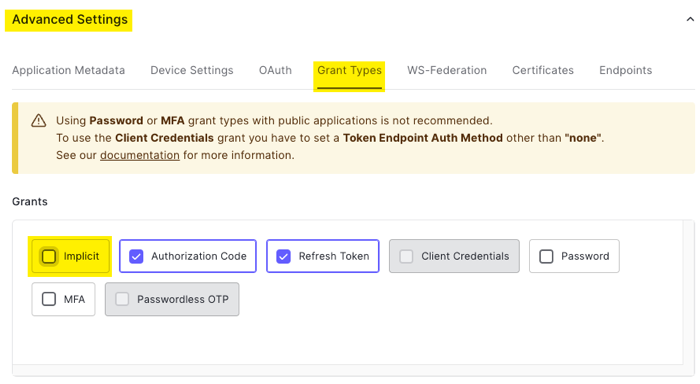 Advanced Settings
Application Metadata Device Settings OAuth Grant Types WS-Federation Certificates Endpoints
Using Password or MFA grant types with public applications is not recommended.
To use the Client Credentials grant you have to set a Token Endpoint Auth Method other than "none".
See our documentation for more information.
Grants
Implicit Authorization Code Refresh Token Client Credentials Password
MFA Passwordless OTP